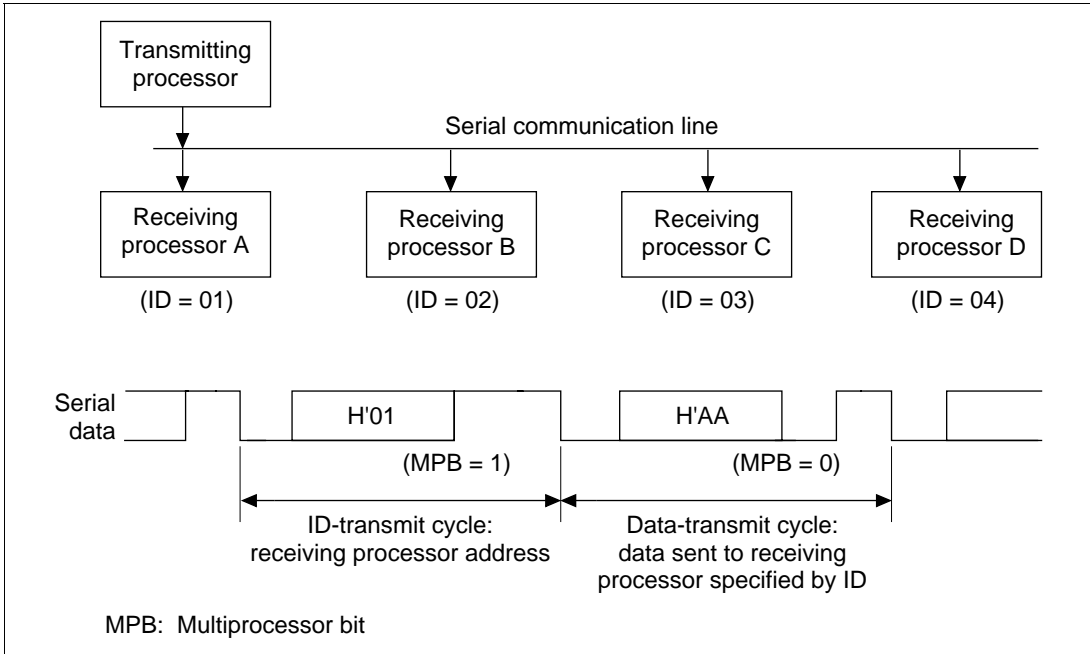 Transmitting
processor
Serial communication line
Receiving
processor A
Receiving
processor B
Receiving
processor C
Receiving
processor D
(ID = 01)
(ID = 02)
(ID = 03)
(ID = 04)
Serial
data
H'01
H'AA
(MPB = 1)
(MPB = 0)
ID-transmit cycle:
receiving processor address
Data-transmit cycle:
data sent to receiving
processor specified by ID
MPB: Multiprocessor bit